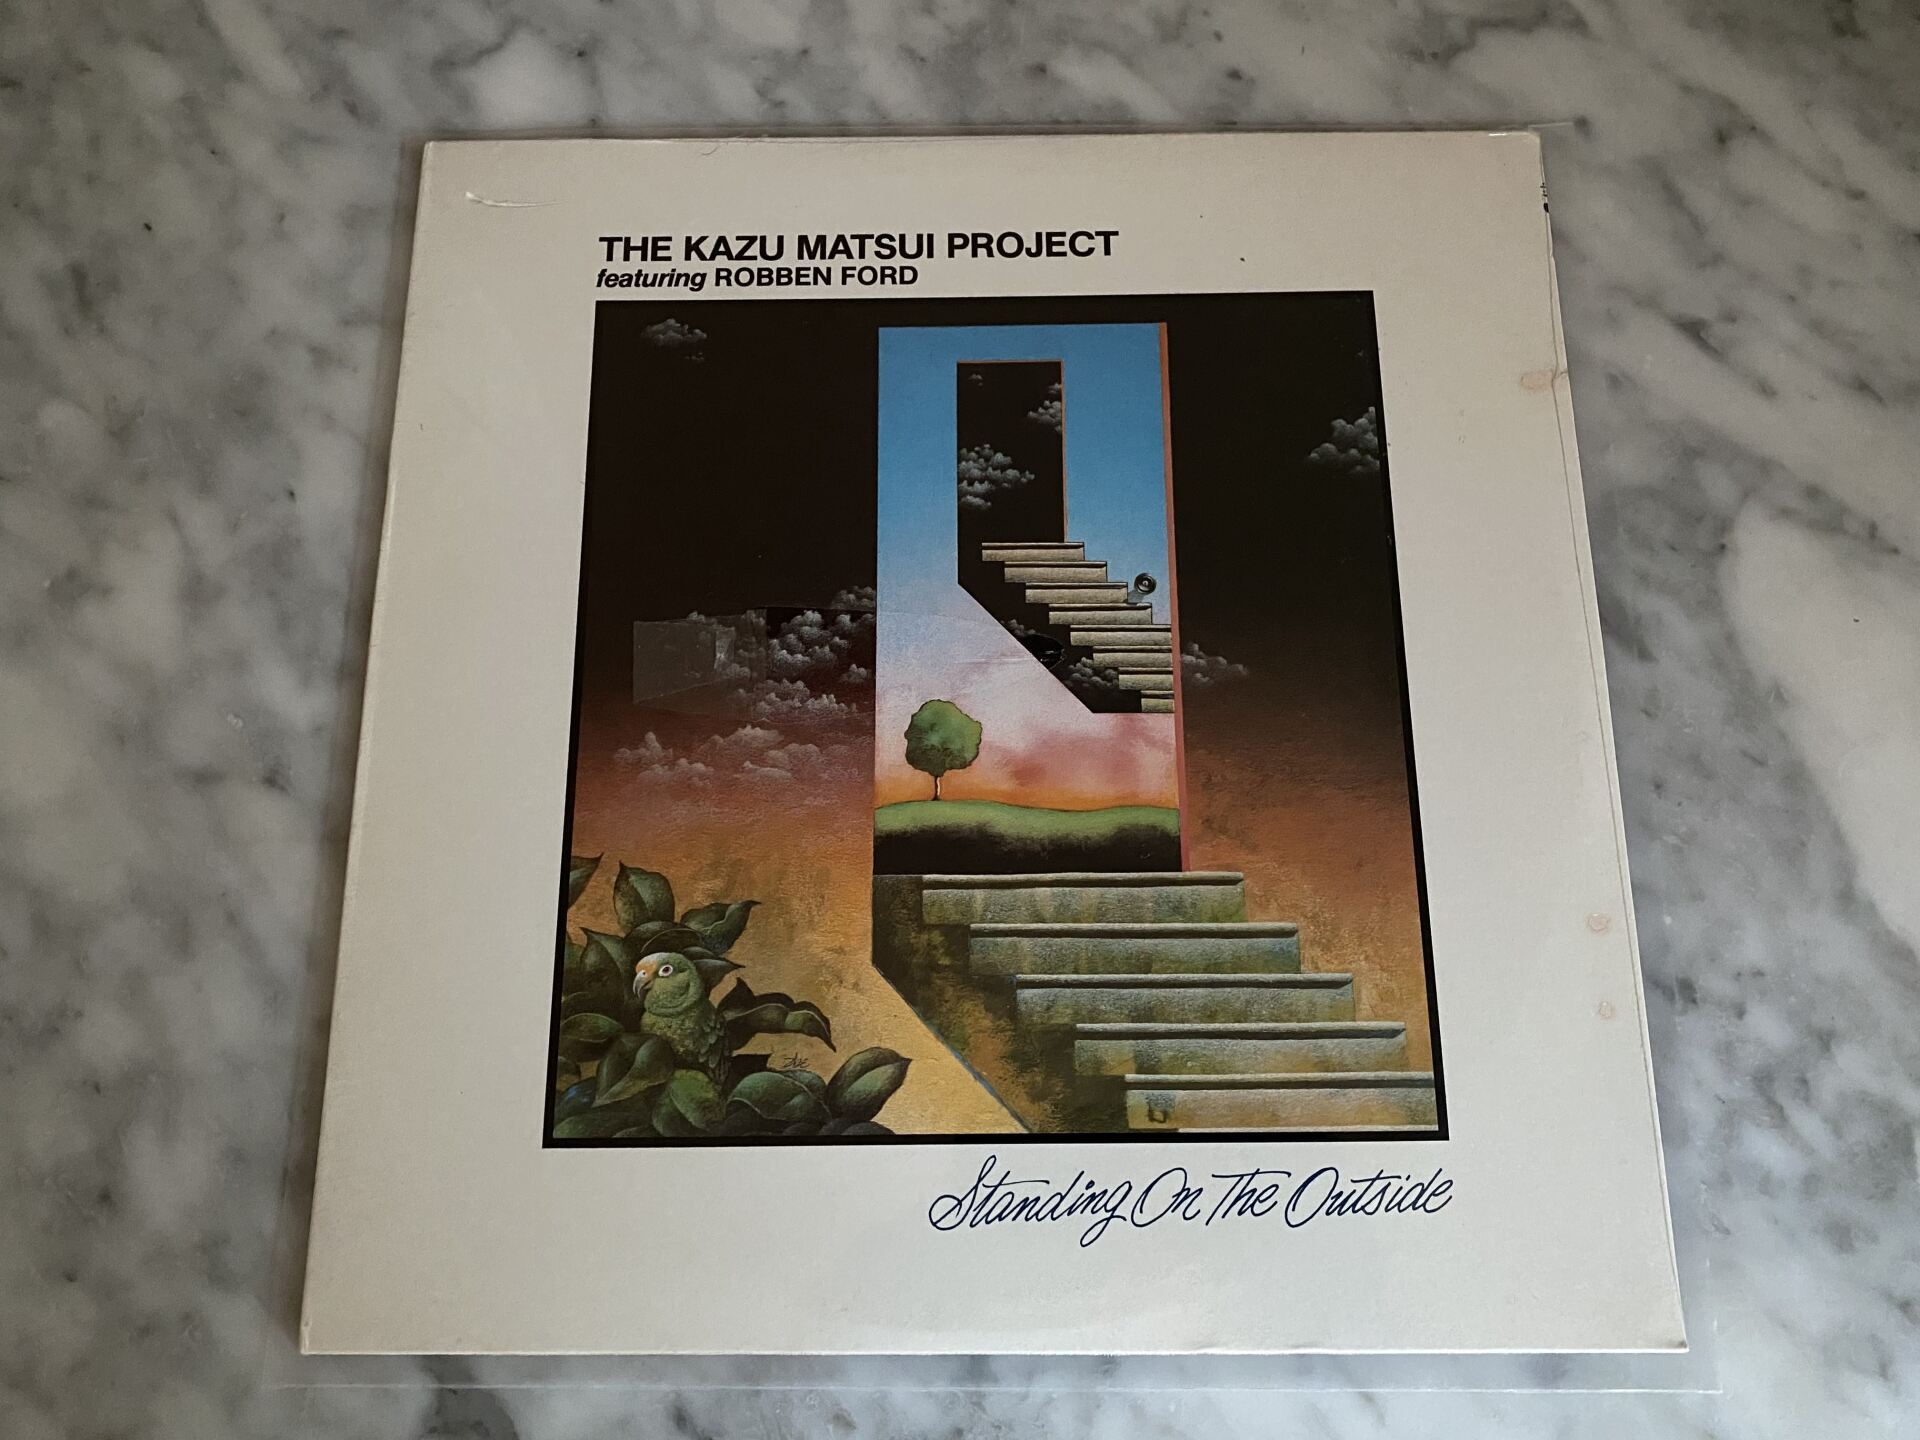 THE KAZU MATSUI PROJECT
featuring ROBBEN FORD
Standing On The Outside